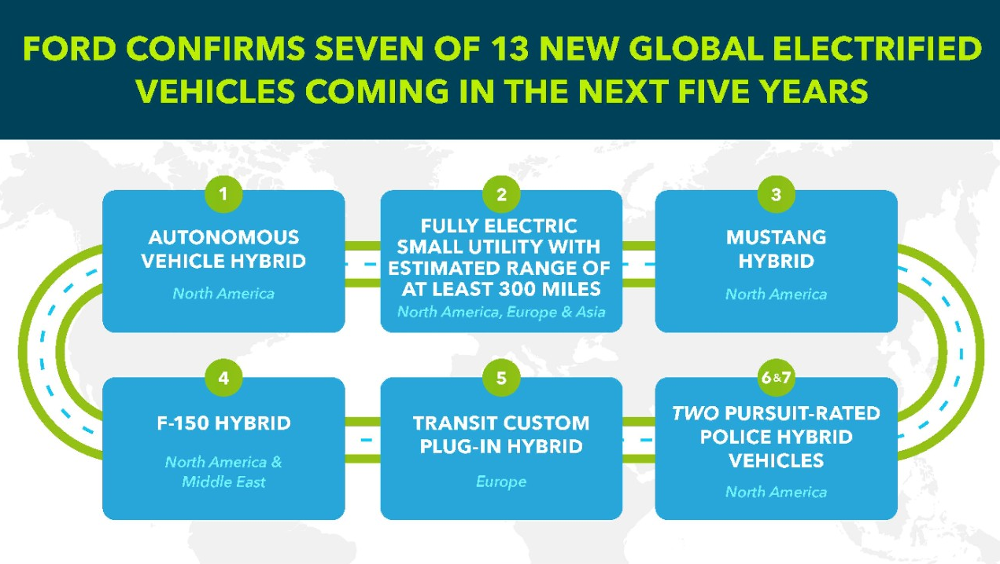 FORD CONFIRMS SEVEN OF 13 NEW GLOBAL ELECTRIFIED
VEHICLES COMING IN THE NEXT FIVE YEARS
1
AUTONOMOUS
VEHICLE HYBRID
North America
2
FULLY ELECTRIC
SMALL UTILITY WITH
ESTIMATED RANGE OF
AT LEAST 300 MILES
North America, Europe & Asia
3
MUSTANG
HYBRID
North America
4
F-150 HYBRID
North America &
Middle East
5
TRANSIT CUSTOM
PLUG-IN HYBRID
Europe
6&7
TWO PURSUIT-RATED
POLICE HYBRID
VEHICLES
North America